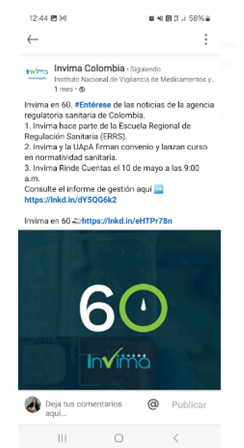 12:44
58%
Invima Colombia • Siguiendo
Instituto Nacional de Vigilancia de Medicamentos y...
1 mes •
Invima en 60. #Entérese de las noticias de la agencia
regulatoria sanitaria de Colombia.
1. Invima hace parte de la Escuela Regional de
Regulación Sanitaria (ERRS).
2. Invima y la UApA firman convenio y lanzan curso
en normatividad sanitaria.
3. Invima Rinde Cuentas el 10 de mayo a las 9:00
a.m.
Consulte el informe de gestión aquí ➡️
https://lnkd.in/dY5QG6k2
Invima en 60 https://lnkd.in/eHTPr78n
60
invima
Deja tus comentarios
aquí...
@
Publicar